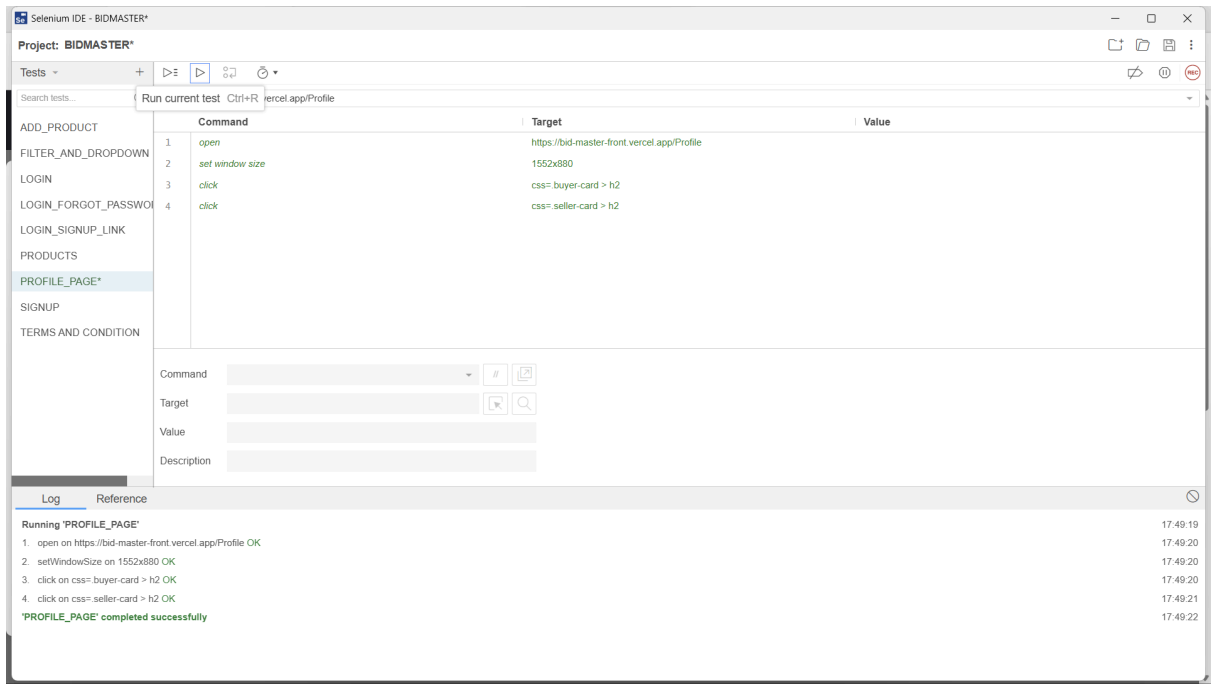 Selenium IDE - BIDMASTER*
Project: BIDMASTER*
Tests
REC
Search tests...
Run current test Ctrl+R
vercel.app/Profile
Command Target Value
ADD_PRODUCT
FILTER_AND_DROPDOWN
LOGIN
LOGIN_FORGOT_PASSWO
LOGIN_SIGNUP_LINK
PRODUCTS
PROFILE_PAGE*
SIGNUP
TERMS AND CONDITION
1 open https://bid-master-front.vercel.app/Profile
2 set window size 1552x880
3 click css=.buyer-card > h2
4 click css=.seller-card > h2
Command
//
Target
Value
Description
Log Reference
Running 'PROFILE_PAGE' 17:49:19
1. open on https://bid-master-front.vercel.app/Profile OK 17:49:20
2. setWindowSize on 1552x880 OK 17:49:20
3. click on css=.buyer-card > h2 OK 17:49:20
4. click on css=.seller-card > h2 OK 17:49:21
'PROFILE_PAGE' completed successfully 17:49:22